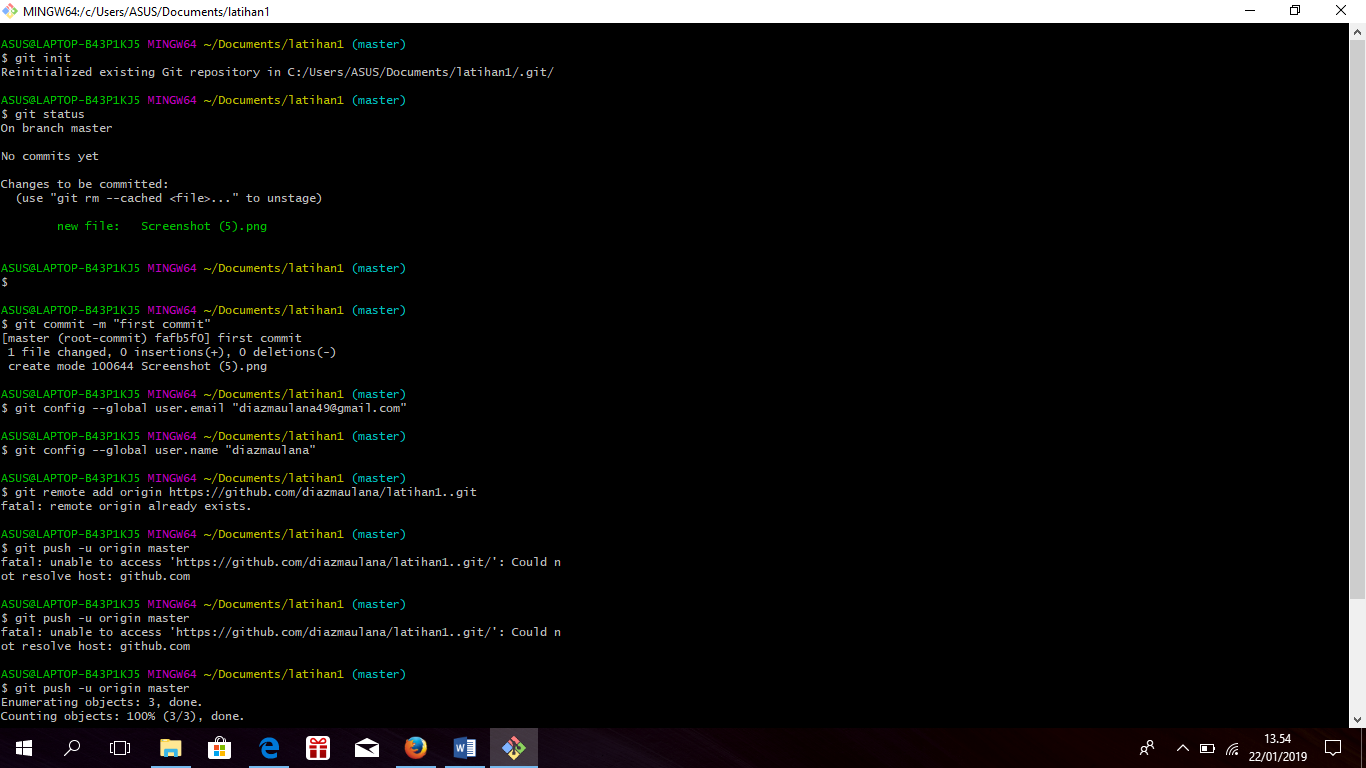 MINGW64:/c/Users/ASUS/Documents/latihan1
ASUS@LAPTOP-B43P1KJ5 MINGW64 ~/Documents/latihan1 (master)
$ git init
Reinitialized existing Git repository in C:/Users/ASUS/Documents/latihan1/.git/
ASUS@LAPTOP-B43P1KJ5 MINGW64 ~/Documents/latihan1 (master)
$ git status
On branch master
No commits yet
Changes to be committed:
  (use "git rm --cached <file>..." to unstage)
        new file:   Screenshot (5).png
ASUS@LAPTOP-B43P1KJ5 MINGW64 ~/Documents/latihan1 (master)
$
ASUS@LAPTOP-B43P1KJ5 MINGW64 ~/Documents/latihan1 (master)
$ git commit -m "first commit"
[master (root-commit) fafb5f0] first commit
 1 file changed, 0 insertions(+), 0 deletions(-)
 create mode 100644 Screenshot (5).png
ASUS@LAPTOP-B43P1KJ5 MINGW64 ~/Documents/latihan1 (master)
$ git config --global user.email "diazmaulana49@gmail.com"
ASUS@LAPTOP-B43P1KJ5 MINGW64 ~/Documents/latihan1 (master)
$ git config --global user.name "diazmaulana"
ASUS@LAPTOP-B43P1KJ5 MINGW64 ~/Documents/latihan1 (master)
$ git remote add origin https://github.com/diazmaulana/latihan1..git
fatal: remote origin already exists.
ASUS@LAPTOP-B43P1KJ5 MINGW64 ~/Documents/latihan1 (master)
$ git push -u origin master
fatal: unable to access 'https://github.com/diazmaulana/latihan1..git/': Could n
ot resolve host: github.com
ASUS@LAPTOP-B43P1KJ5 MINGW64 ~/Documents/latihan1 (master)
$ git push -u origin master
fatal: unable to access 'https://github.com/diazmaulana/latihan1..git/': Could n
ot resolve host: github.com
ASUS@LAPTOP-B43P1KJ5 MINGW64 ~/Documents/latihan1 (master)
$ git push -u origin master
Enumerating objects: 3, done.
Counting objects: 100% (3/3), done.
13.54
22/01/2019